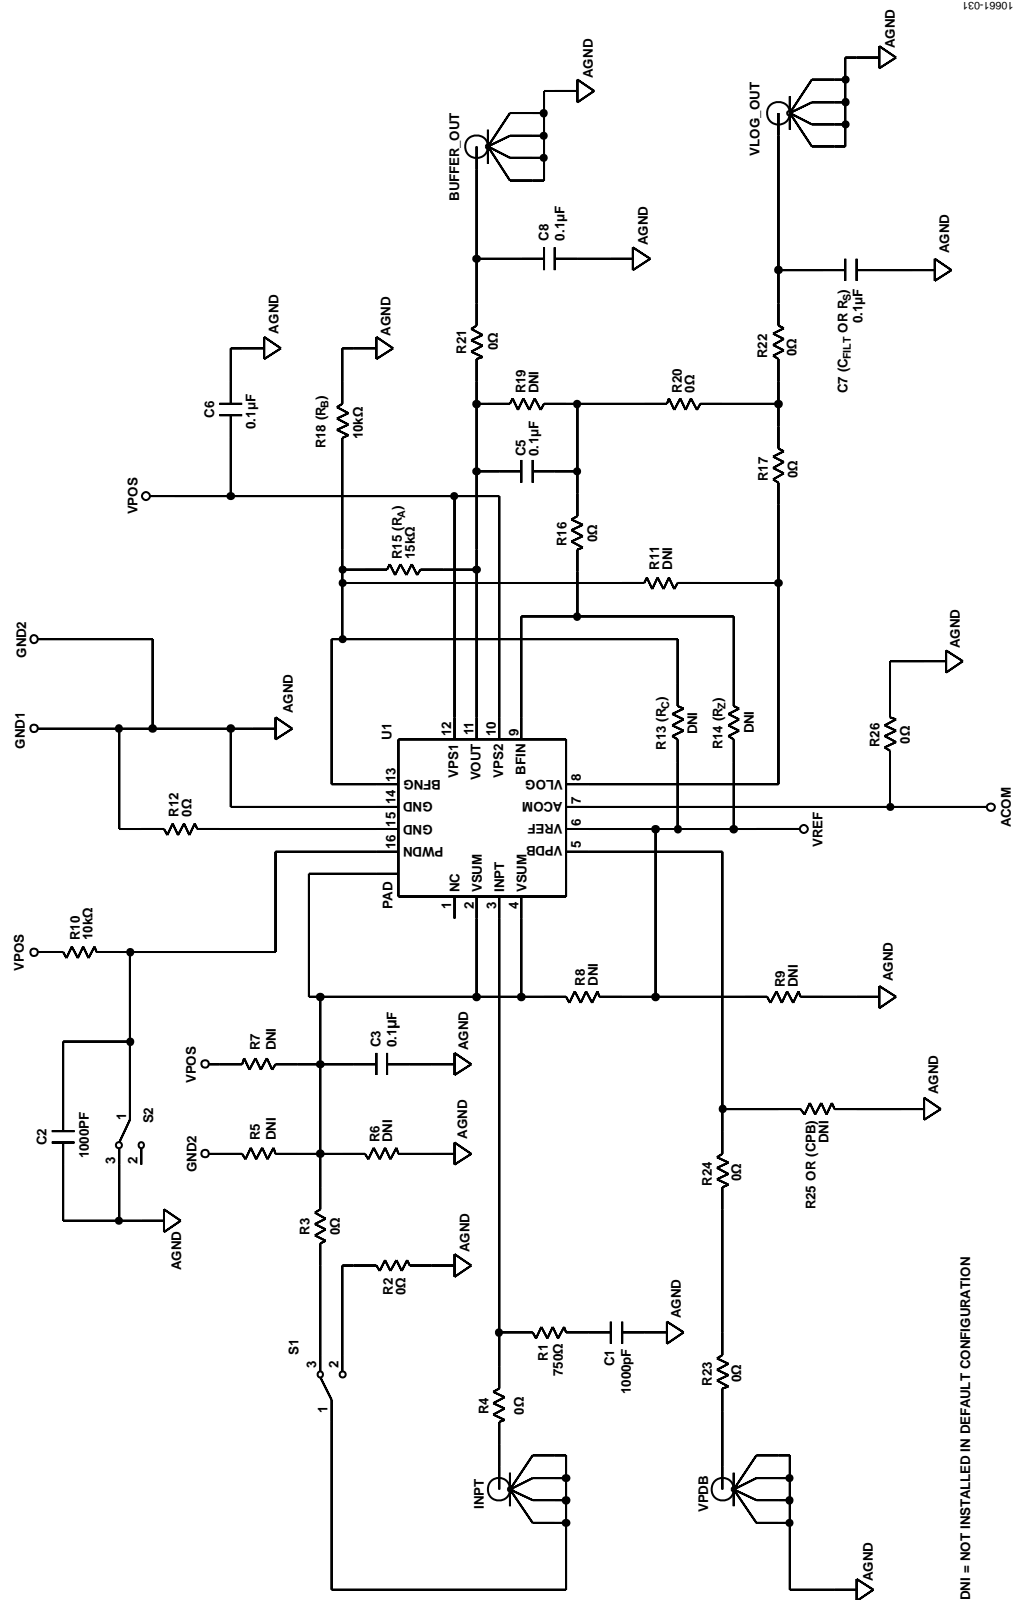 10661-031
AGND
BUFFER_OUT
AGND
VLOG_OUT
C8
0.1µF
AGND
AGND
C6
0.1µF
AGND
R18 (RB)
10kΩ
AGND
R21
0Ω
R19
DNI
R20
0Ω
R22
0Ω
C7 (CFILT OR RS)
0.1µF
VPOS
C5
0.1µF
R17
0Ω
R15 (RA)
15kΩ
R16
0Ω
R11
DNI
GND2
GND1
AGND
AGND
R13 (RC)
DNI
R14 (RZ)
DNI
R26
0Ω
R12
0Ω
U1
12
11
10
9
VPS1
VOUT
VPS2
BFIN
13
BFNG
14
GND
15
GND
16
PWDN
PAD
8
VLOG
7
ACOM
6
VREF
5
VPDB
NC
VSUM
INPT
VSUM
1
2
3
4
ACOM
VREF
VPOS
R10
10kΩ
R8
DNI
R9
DNI
AGND
VPOS
R7
DNI
C3
0.1µF
AGND
C2
1000PF
1
S2
3
2
AGND
GND2
R5
DNI
R6
DNI
AGND
R24
0Ω
R25 OR (CPB)
DNI
AGND
R3
0Ω
R2
0Ω
AGND
S1
3
2
1
R4
0Ω
R1
750Ω
C1
1000pF
AGND
R23
0Ω
INPT
VPDB
AGND
DNI = NOT INSTALLED IN DEFAULT CONFIGURATION